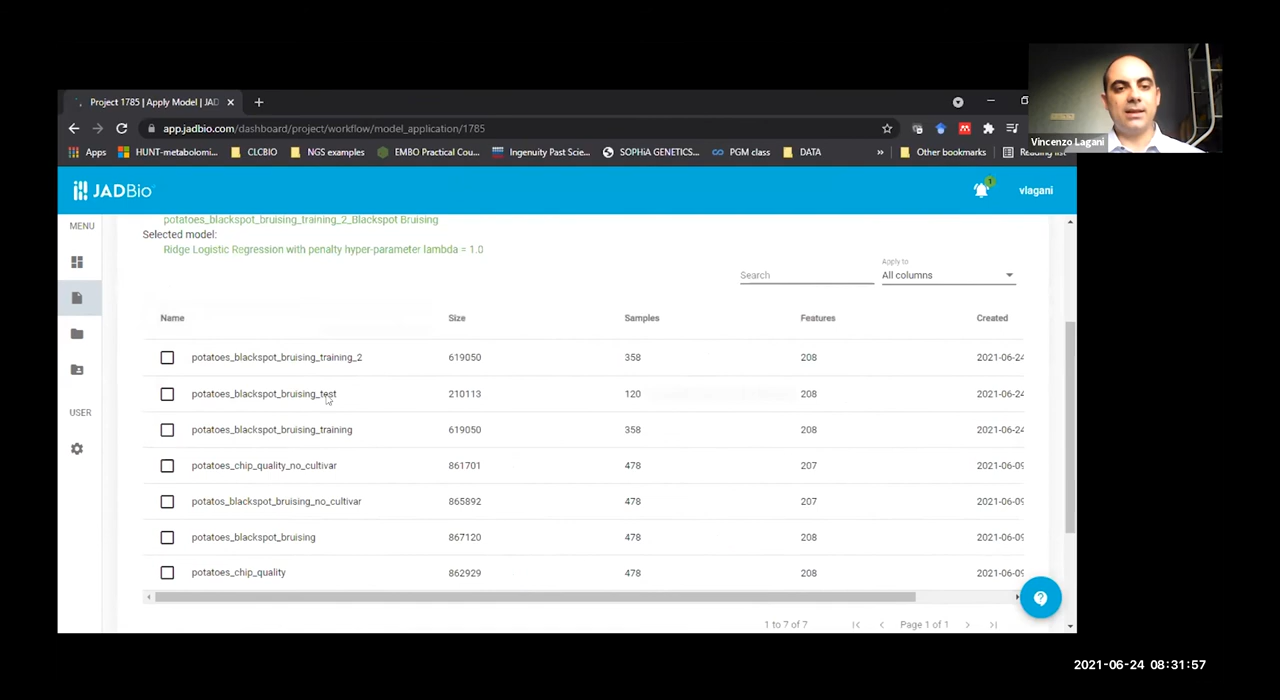 Project 1785 | Apply Model | JAD
app.jadbio.com/dashboard/project/workflow/model_application/1785
Vincenzo Lagani
Apps HUNT-metabolomi... CLCBIO NGS examples EMBO Practical Cou... Ingenuity Past Scie... SOPHiA GENETICS... PGM class DATA » Other bookmarks Reading list
JADBio
1
vlagani
MENU
potatoes_blackspot_bruising_training_2_Blackspot Bruising
Selected model:
Ridge Logistic Regression with penalty hyper-parameter lambda = 1.0
Apply to
Search All columns
Name Size Samples Features Created
potatoes_blackspot_bruising_training_2 619050 358 208 2021-06-24
potatoes_blackspot_bruising_test 210113 120 208 2021-06-24
USER
potatoes_blackspot_bruising_training 619050 358 208 2021-06-24
potatoes_chip_quality_no_cultivar 861701 478 207 2021-06-09
potatos_blackspot_bruising_no_cultivar 865892 478 207 2021-06-09
potatoes_blackspot_bruising 867120 478 208 2021-06-09
potatoes_chip_quality 862929 478 208 2021-06-09
1 to 7 of 7 Page 1 of 1
2021-06-24 08:31:57